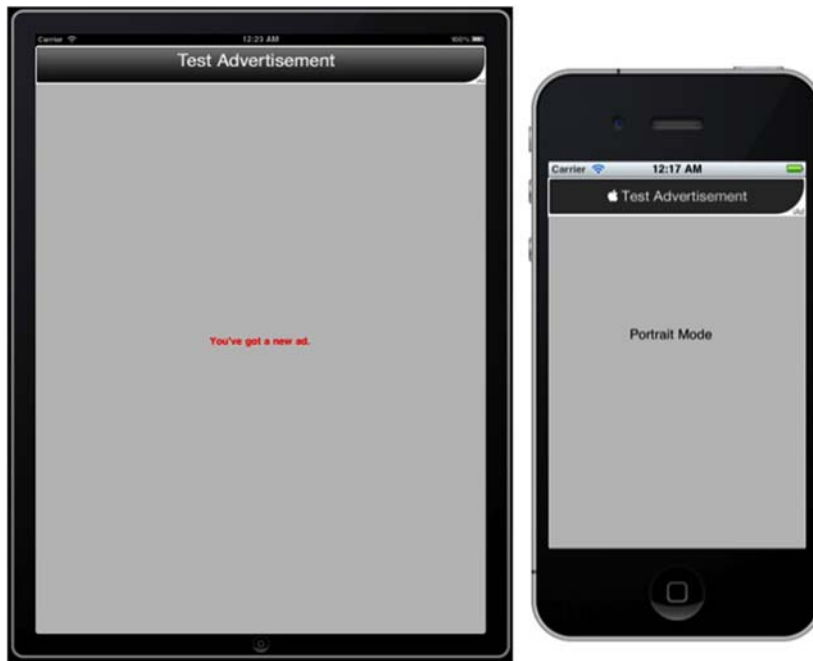 Carrier 12:23 AM 100%
Test Advertisement
iAd
You've got a new ad.
Carrier 12:17 AM
Test Advertisement
iAd
Portrait Mode